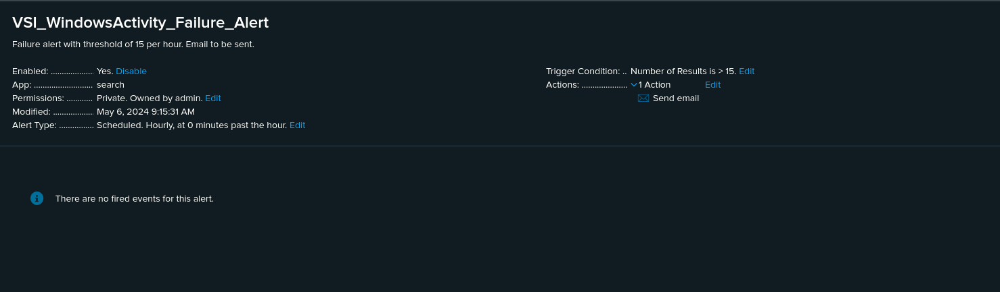 VSI_WindowsActivity_Failure_Alert
Failure alert with threshold of 15 per hour. Email to be sent.
Enabled: ................... Yes. Disable
App: .......................... search
Permissions: ............ Private. Owned by admin. Edit
Modified: .................. May 6, 2024 9:15:31 AM
Alert Type: ................ Scheduled. Hourly, at 0 minutes past the hour. Edit
Trigger Condition: .. Number of Results is > 15. Edit
Actions: ..................... 1 Action Edit
Send email
There are no fired events for this alert.